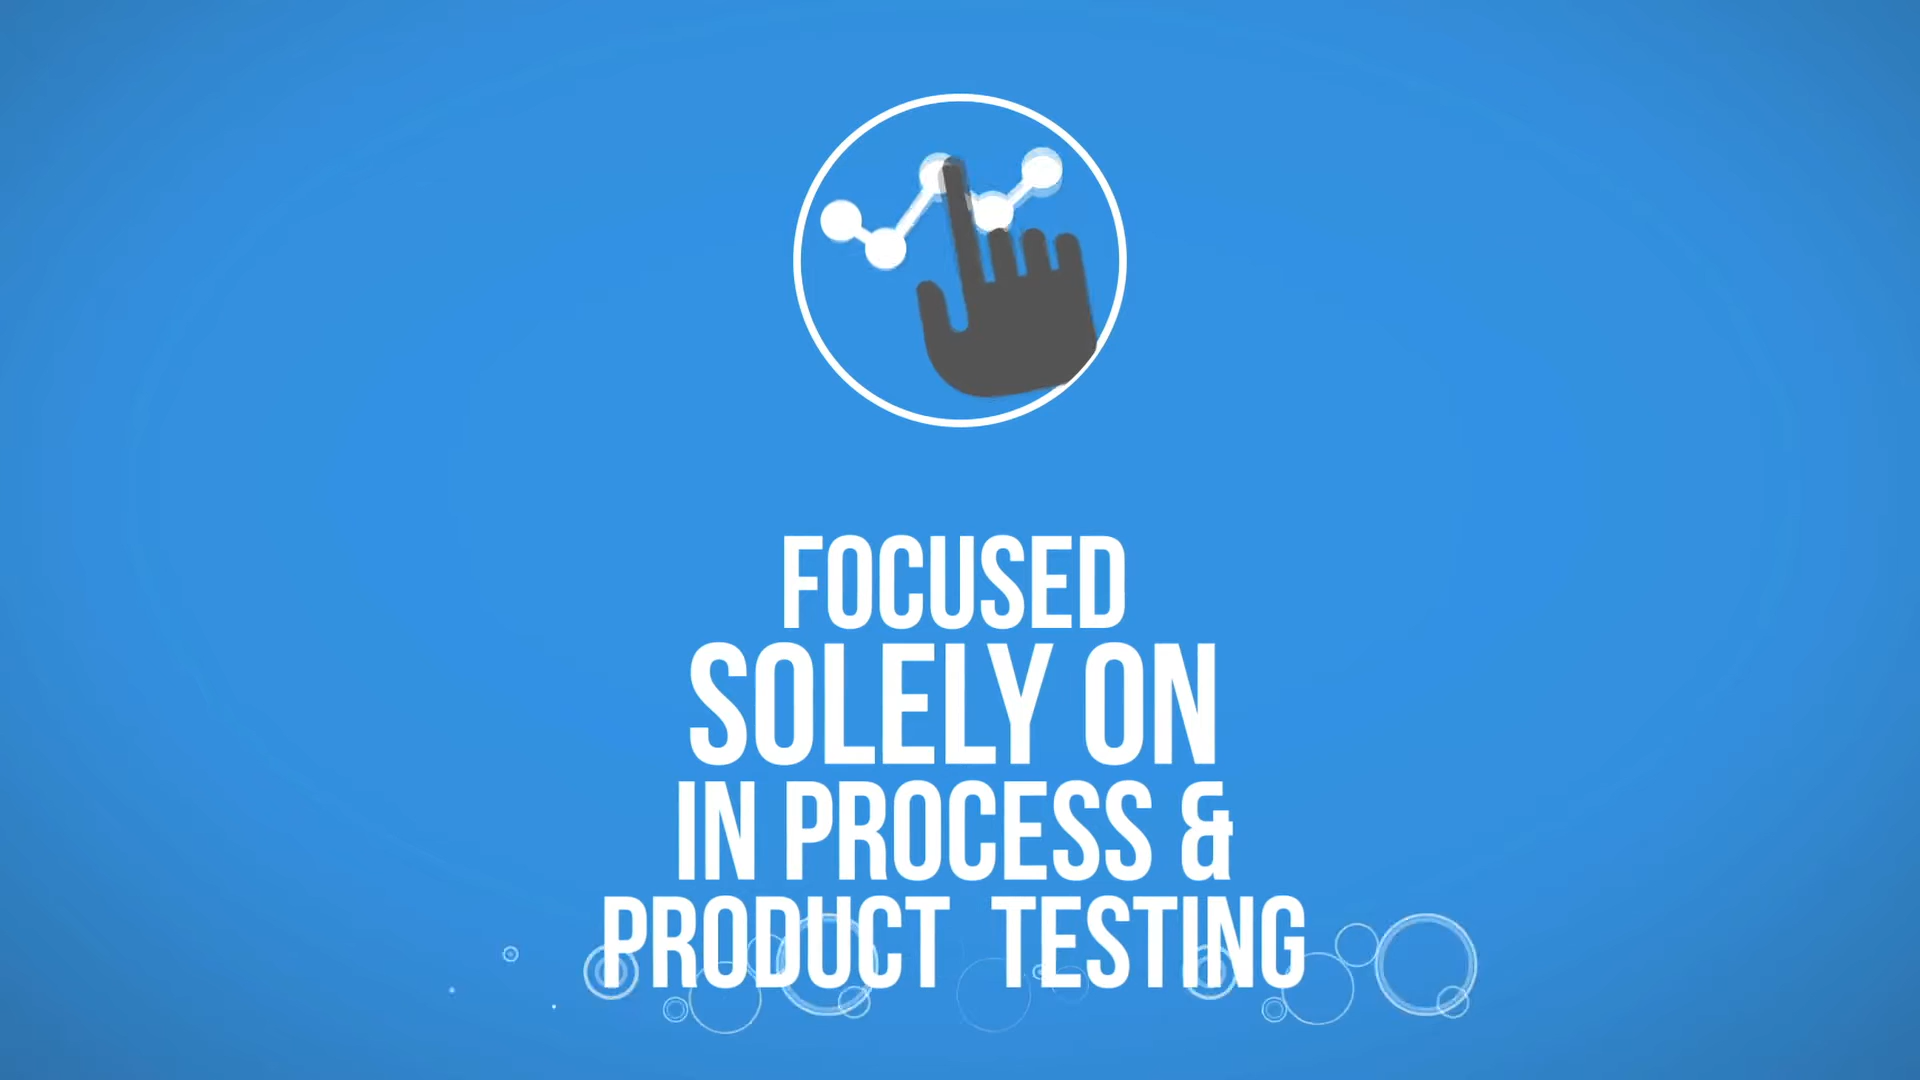 FOCUSED
SOLELY ON
IN PROCESS &
PRODUCT TESTING